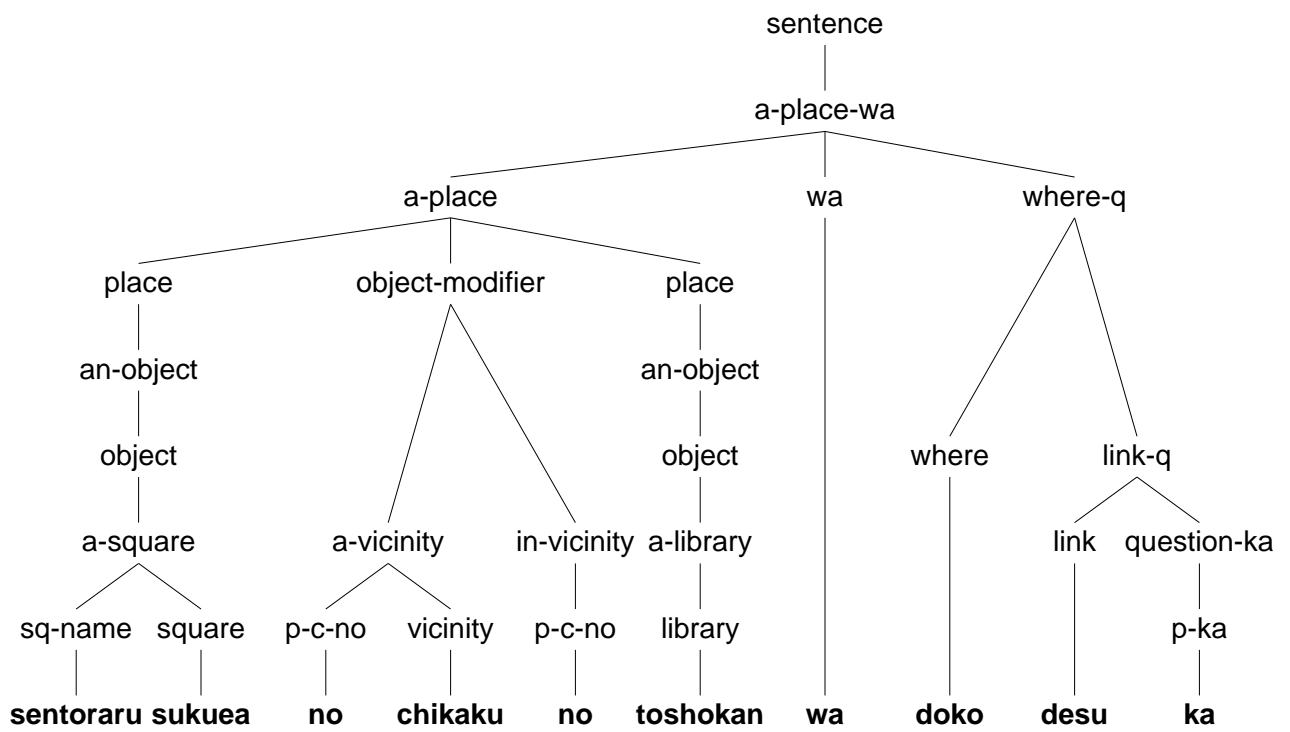 sentence
a-place-wa
a-place wa where-q
place object-modifier place
an-object an-object
object object where link-q
a-square a-vicinity in-vicinity a-library link question-ka
sq-name square p-c-no vicinity p-c-no library p-ka
sentoraru sukuea no chikaku no toshokan wa doko desu ka